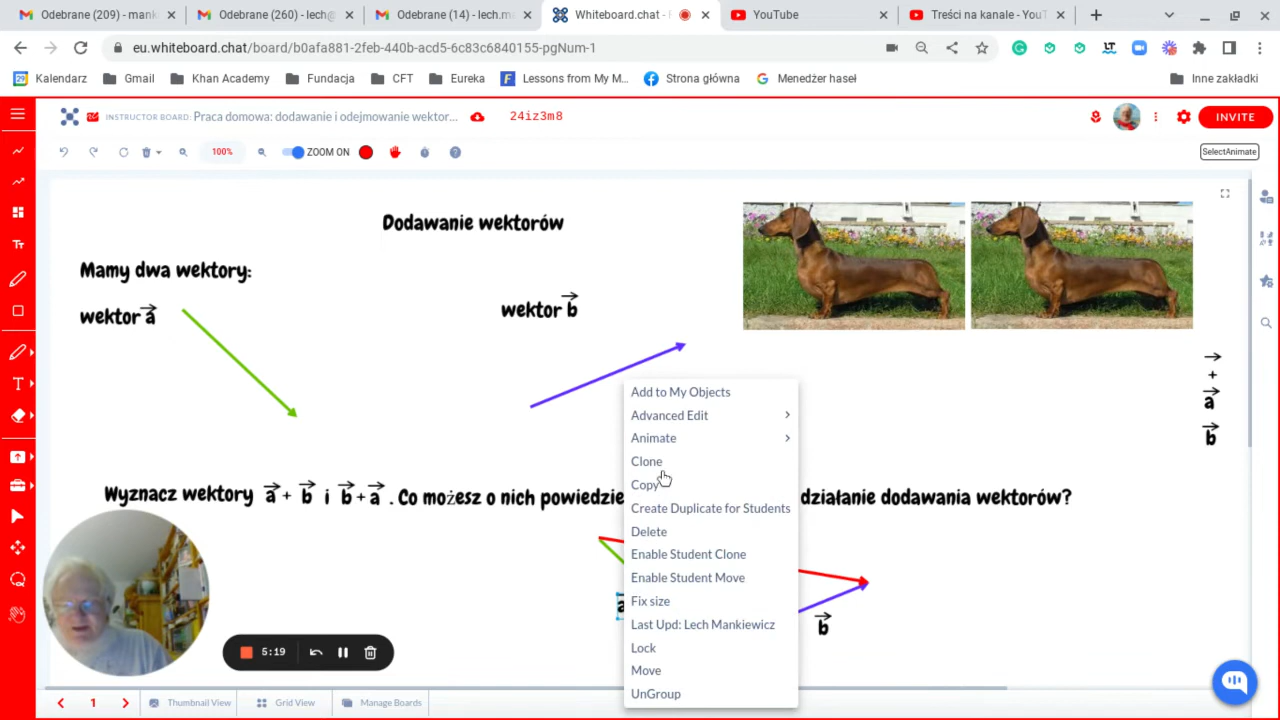 Odebrane (209) - manki
Odebrane (260) - lech@
Odebrane (14) - lech.m
Whiteboard.chat - 
YouTube
Treści na kanale - YouT
eu.whiteboard.chat/board/b0afa881-2feb-440b-acd5-6c83c6840155-pgNum-1
Kalendarz
Gmail
Khan Academy
Fundacja
CFT
Eureka
Lessons from My M...
Strona główna
Menedżer haseł
Inne zakładki
INSTRUCTOR BOARD: Praca domowa: dodawanie i odejmowanie wektor...
24iz3m8
INVITE
100%
ZOOM ON
SelectAnimate
Dodawanie wektorów
Mamy dwa wektory:
wektor a
wektor b
+
a
b
Wyznacz wektory a + b i b + a . Co możesz o nich powiedzie
działanie dodawania wektorów?
Add to My Objects
Advanced Edit
Animate
Clone
Copy
Create Duplicate for Students
Delete
Enable Student Clone
Enable Student Move
Fix size
Last Upd: Lech Mankiewicz
Lock
Move
UnGroup
a
b
5:19
1
Thumbnail View
Grid View
Manage Boards